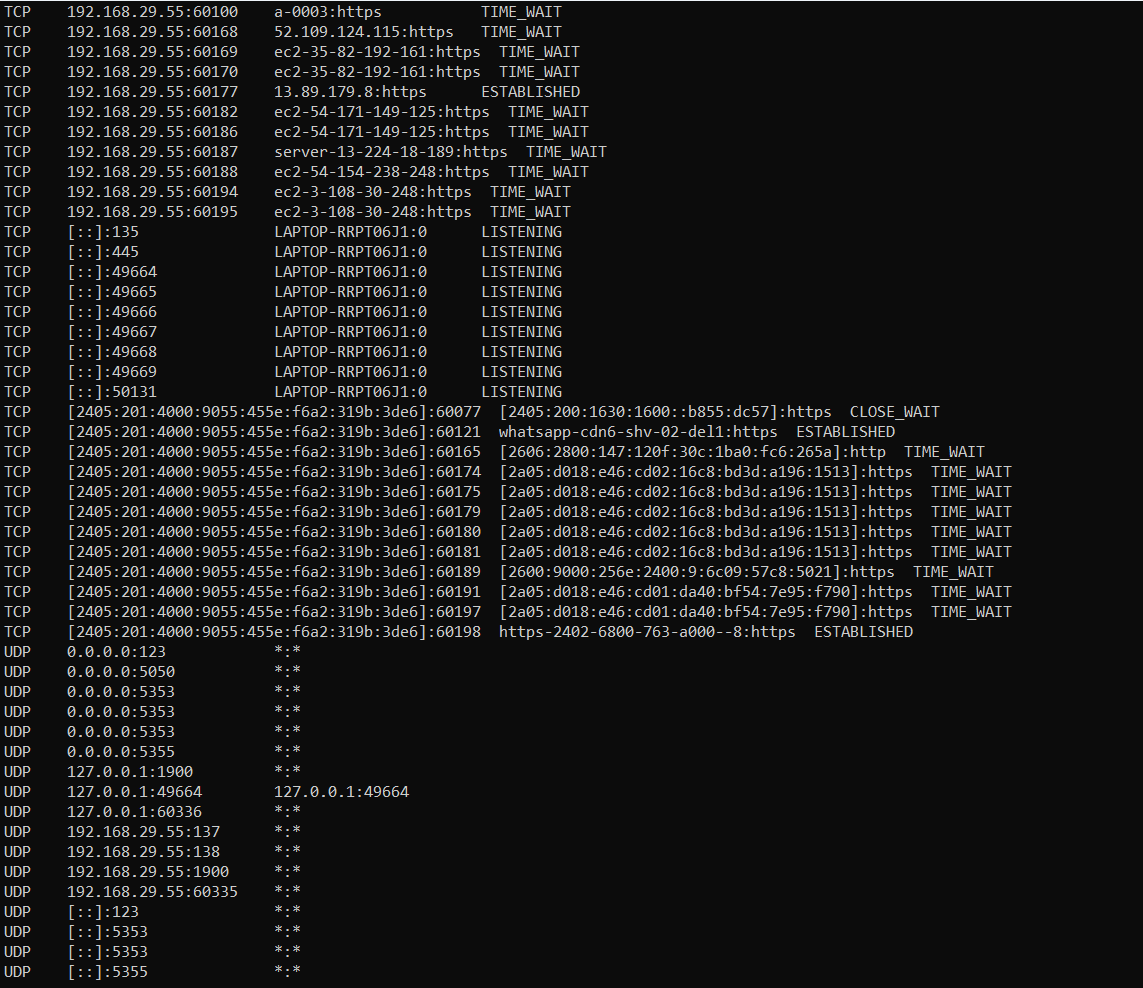 TCP    192.168.29.55:60100    a-0003:https           TIME_WAIT
TCP    192.168.29.55:60168    52.109.124.115:https   TIME_WAIT
TCP    192.168.29.55:60169    ec2-35-82-192-161:https  TIME_WAIT
TCP    192.168.29.55:60170    ec2-35-82-192-161:https  TIME_WAIT
TCP    192.168.29.55:60177    13.89.179.8:https      ESTABLISHED
TCP    192.168.29.55:60182    ec2-54-171-149-125:https  TIME_WAIT
TCP    192.168.29.55:60186    ec2-54-171-149-125:https  TIME_WAIT
TCP    192.168.29.55:60187    server-13-224-18-189:https  TIME_WAIT
TCP    192.168.29.55:60188    ec2-54-154-238-248:https  TIME_WAIT
TCP    192.168.29.55:60194    ec2-3-108-30-248:https  TIME_WAIT
TCP    192.168.29.55:60195    ec2-3-108-30-248:https  TIME_WAIT
TCP    [::]:135               LAPTOP-RRPT06J1:0      LISTENING
TCP    [::]:445               LAPTOP-RRPT06J1:0      LISTENING
TCP    [::]:49664             LAPTOP-RRPT06J1:0      LISTENING
TCP    [::]:49665             LAPTOP-RRPT06J1:0      LISTENING
TCP    [::]:49666             LAPTOP-RRPT06J1:0      LISTENING
TCP    [::]:49667             LAPTOP-RRPT06J1:0      LISTENING
TCP    [::]:49668             LAPTOP-RRPT06J1:0      LISTENING
TCP    [::]:49669             LAPTOP-RRPT06J1:0      LISTENING
TCP    [::]:50131             LAPTOP-RRPT06J1:0      LISTENING
TCP    [2405:201:4000:9055:455e:f6a2:319b:3de6]:60077  [2405:200:1630:1600::b855:dc57]:https  CLOSE_WAIT
TCP    [2405:201:4000:9055:455e:f6a2:319b:3de6]:60121  whatsapp-cdn6-shv-02-del1:https  ESTABLISHED
TCP    [2405:201:4000:9055:455e:f6a2:319b:3de6]:60165  [2606:2800:147:120f:30c:1ba0:fc6:265a]:http  TIME_WAIT
TCP    [2405:201:4000:9055:455e:f6a2:319b:3de6]:60174  [2a05:d018:e46:cd02:16c8:bd3d:a196:1513]:https  TIME_WAIT
TCP    [2405:201:4000:9055:455e:f6a2:319b:3de6]:60175  [2a05:d018:e46:cd02:16c8:bd3d:a196:1513]:https  TIME_WAIT
TCP    [2405:201:4000:9055:455e:f6a2:319b:3de6]:60179  [2a05:d018:e46:cd02:16c8:bd3d:a196:1513]:https  TIME_WAIT
TCP    [2405:201:4000:9055:455e:f6a2:319b:3de6]:60180  [2a05:d018:e46:cd02:16c8:bd3d:a196:1513]:https  TIME_WAIT
TCP    [2405:201:4000:9055:455e:f6a2:319b:3de6]:60181  [2a05:d018:e46:cd02:16c8:bd3d:a196:1513]:https  TIME_WAIT
TCP    [2405:201:4000:9055:455e:f6a2:319b:3de6]:60189  [2600:9000:256e:2400:9:6c09:57c8:5021]:https  TIME_WAIT
TCP    [2405:201:4000:9055:455e:f6a2:319b:3de6]:60191  [2a05:d018:e46:cd01:da40:bf54:7e95:f790]:https  TIME_WAIT
TCP    [2405:201:4000:9055:455e:f6a2:319b:3de6]:60197  [2a05:d018:e46:cd01:da40:bf54:7e95:f790]:https  TIME_WAIT
TCP    [2405:201:4000:9055:455e:f6a2:319b:3de6]:60198  https-2402-6800-763-a000--8:https  ESTABLISHED
UDP    0.0.0.0:123            *:*
UDP    0.0.0.0:5050           *:*
UDP    0.0.0.0:5353           *:*
UDP    0.0.0.0:5353           *:*
UDP    0.0.0.0:5353           *:*
UDP    0.0.0.0:5355           *:*
UDP    127.0.0.1:1900         *:*
UDP    127.0.0.1:49664        127.0.0.1:49664
UDP    127.0.0.1:60336        *:*
UDP    192.168.29.55:137      *:*
UDP    192.168.29.55:138      *:*
UDP    192.168.29.55:1900     *:*
UDP    192.168.29.55:60335    *:*
UDP    [::]:123               *:*
UDP    [::]:5353              *:*
UDP    [::]:5353              *:*
UDP    [::]:5355              *:*